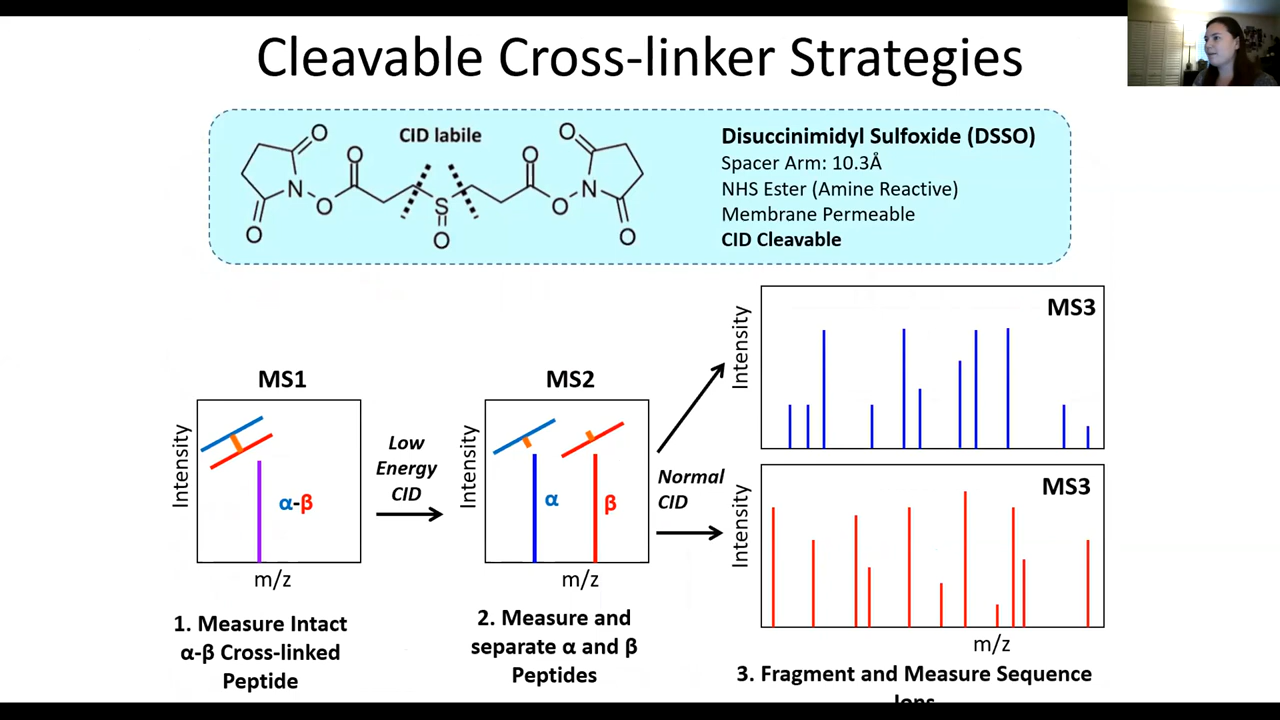 Cleavable Cross-linker Strategies
CID labile
O
O
O
O
N
O
S
O
N
O
O
O
Disuccinimidyl Sulfoxide (DSSO)
Spacer Arm: 10.3Å
NHS Ester (Amine Reactive)
Membrane Permeable
CID Cleavable
MS1
Intensity
α-β
m/z
1. Measure Intact
α-β Cross-linked
Peptide
Low
Energy
CID
MS2
Intensity
α
β
m/z
2. Measure and
separate α and β
Peptides
Normal
CID
MS3
Intensity
MS3
Intensity
m/z
3. Fragment and Measure Sequence
Ions